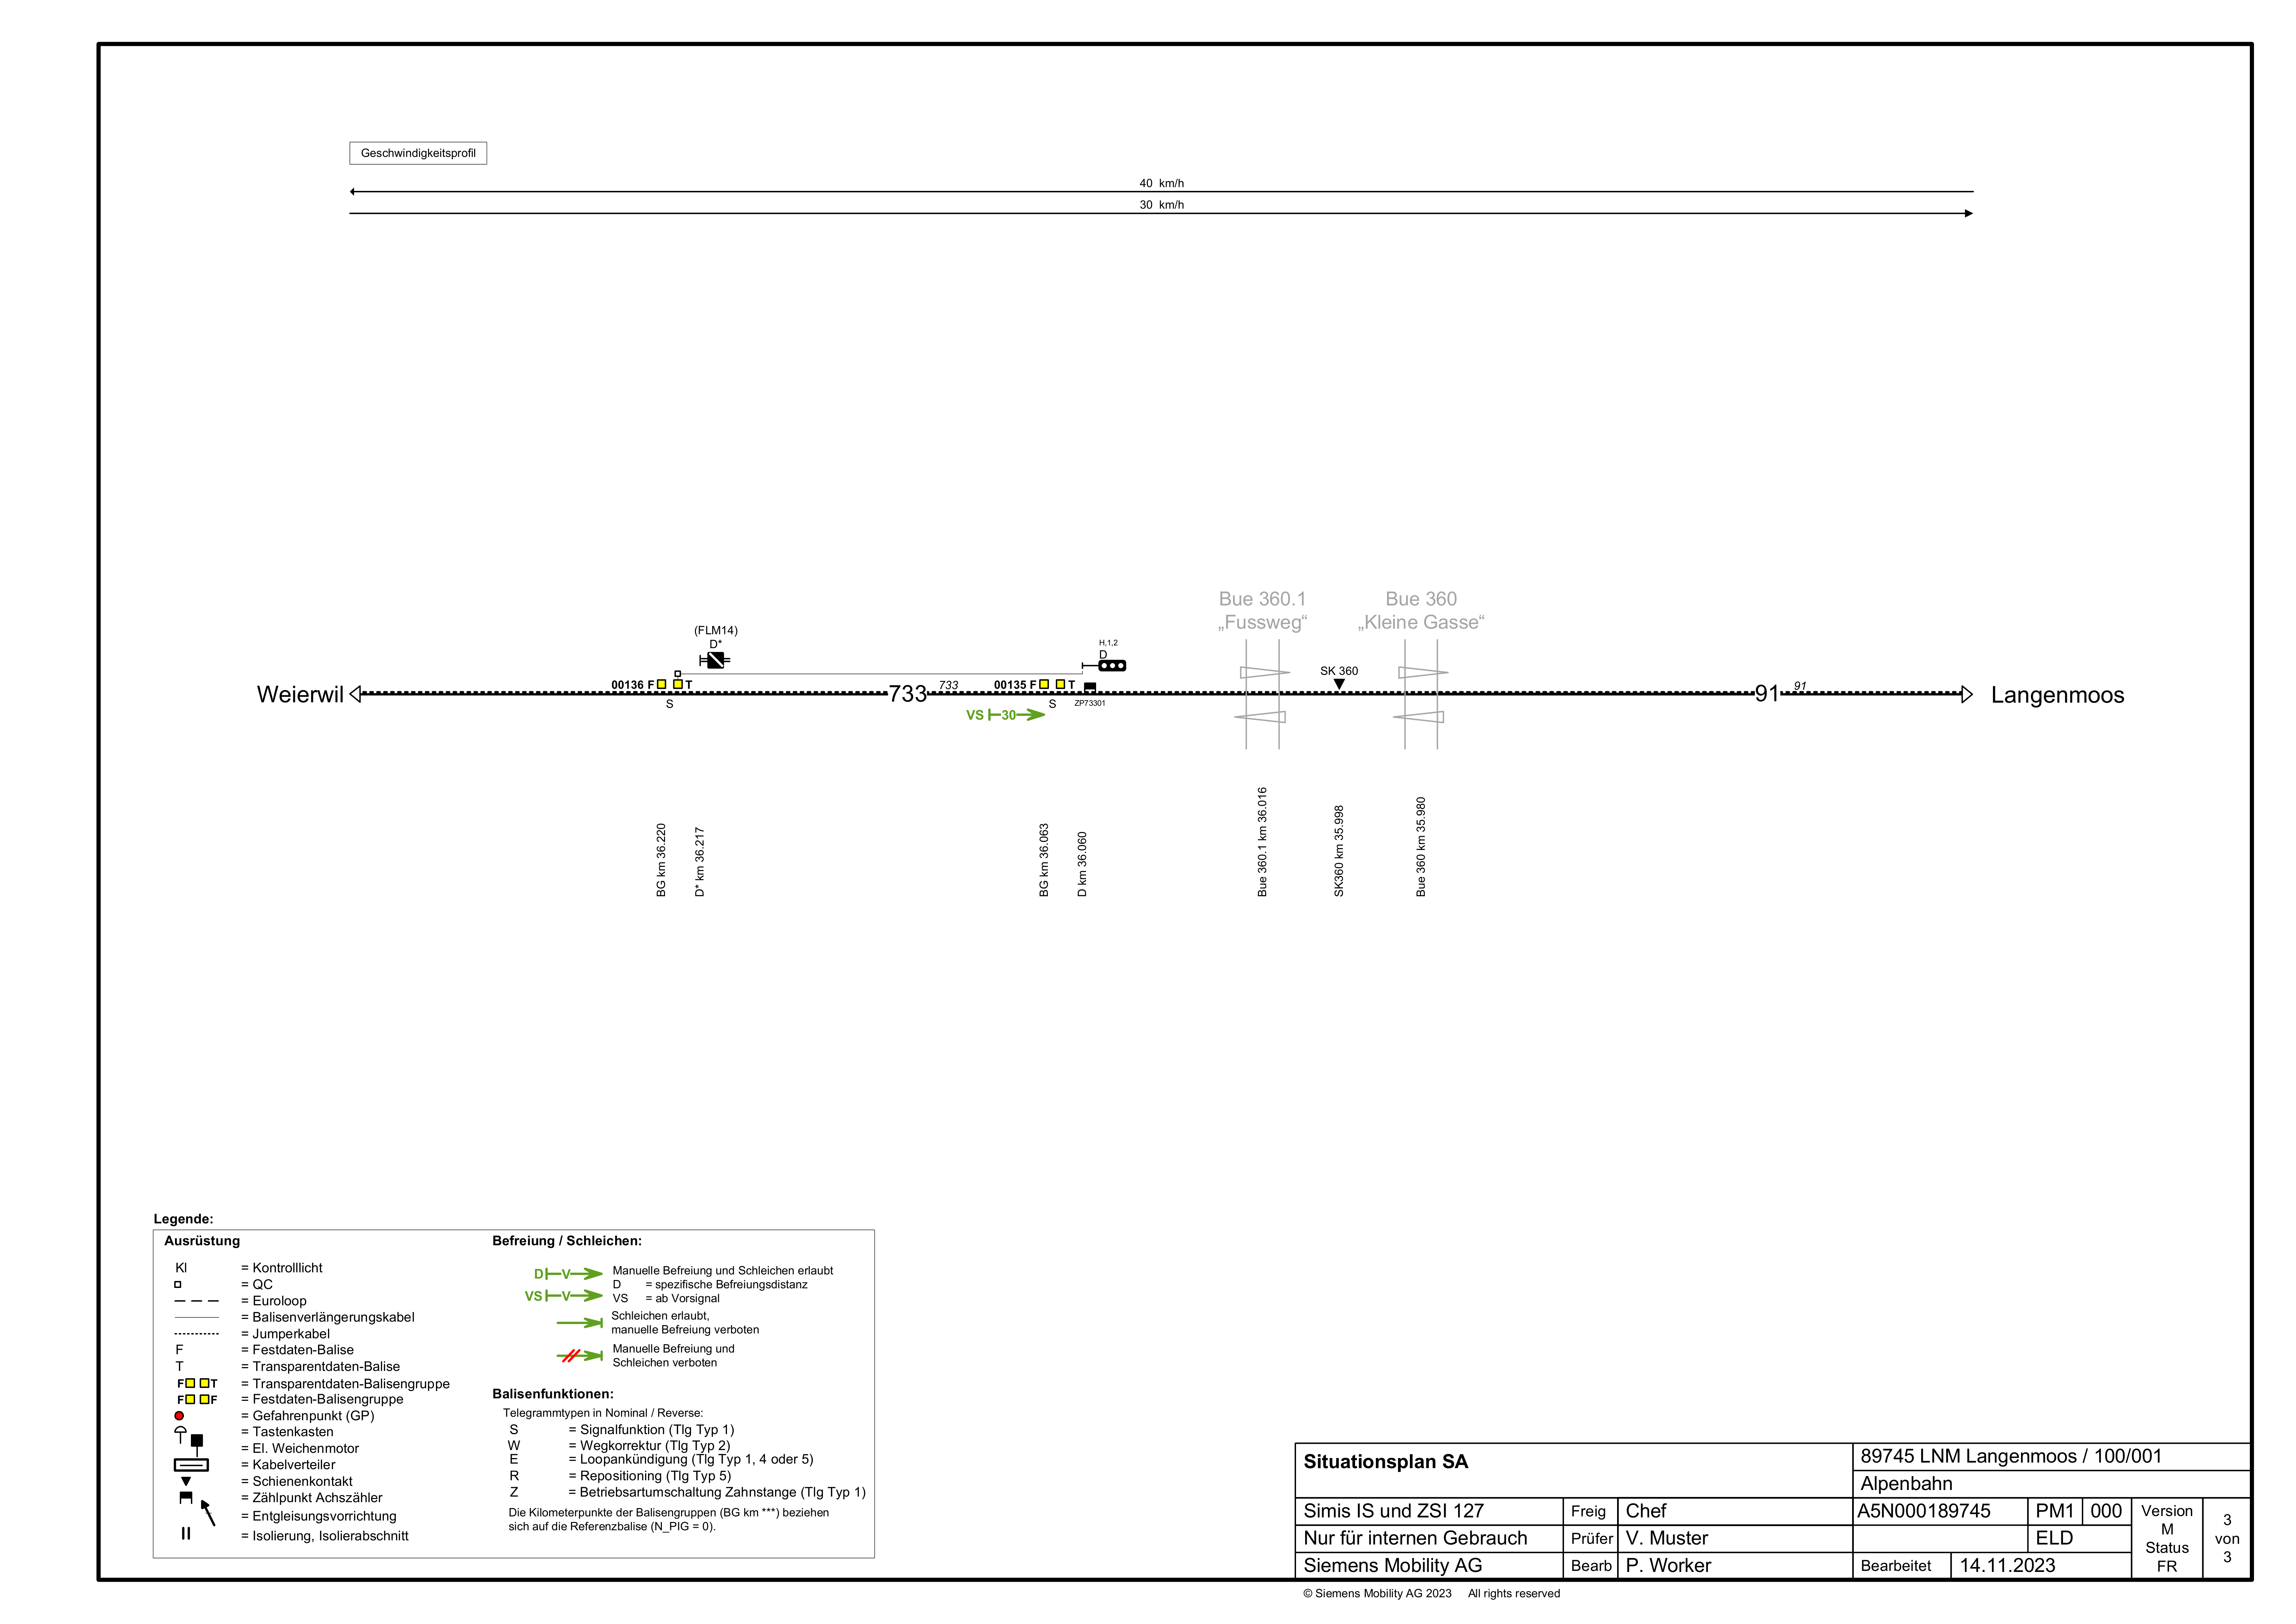 Geschwindigkeitsprofil
40 km/h
30 km/h
Bue 360.1
„Fussweg“
Bue 360
„Kleine Gasse“
(FLM14)
D*
H,1,2
D
SK 360
00136 F T
S
Weierwil
733
733
00135 F T
S
ZP73301
VS 30
91
91
Langenmoos
BG km 36.220
D* km 36.217
BG km 36.063
D km 36.060
Bue 360.1 km 36.016
SK360 km 35.998
Bue 360 km 35.980
Legende:
Ausrüstung
Kl = Kontrolllicht
= QC
= Euroloop
= Balisenverlängerungskabel
= Jumperkabel
F = Festdaten-Balise
T = Transparentdaten-Balise
F T = Transparentdaten-Balisengruppe
F F = Festdaten-Balisengruppe
= Gefahrenpunkt (GP)
= Tastenkasten
= El. Weichenmotor
= Kabelverteiler
= Schienenkontakt
= Zählpunkt Achszähler
= Entgleisungsvorrichtung
= Isolierung, Isolierabschnitt
Befreiung / Schleichen:
D V Manuelle Befreiung und Schleichen erlaubt
D = spezifische Befreiungsdistanz
VS V VS = ab Vorsignal
Schleichen erlaubt,
manuelle Befreiung verboten
Manuelle Befreiung und
Schleichen verboten
Balisenfunktionen:
Telegrammtypen in Nominal / Reverse:
S = Signalfunktion (Tlg Typ 1)
W = Wegkorrektur (Tlg Typ 2)
E = Loopankündigung (Tlg Typ 1, 4 oder 5)
R = Repositioning (Tlg Typ 5)
Z = Betriebsartumschaltung Zahnstange (Tlg Typ 1)
Die Kilometerpunkte der Balisengruppen (BG km ***) beziehen
sich auf die Referenzbalise (N_PIG = 0).
Situationsplan SA
89745 LNM Langenmoos / 100/001
Alpenbahn
Simis IS und ZSI 127 Freig Chef A5N000189745 PM1 000
Nur für internen Gebrauch Prüfer V. Muster ELD
Siemens Mobility AG Bearb P. Worker Bearbeitet 14.11.2023
Version
M
Status
FR
3
von
3
© Siemens Mobility AG 2023 All rights reserved